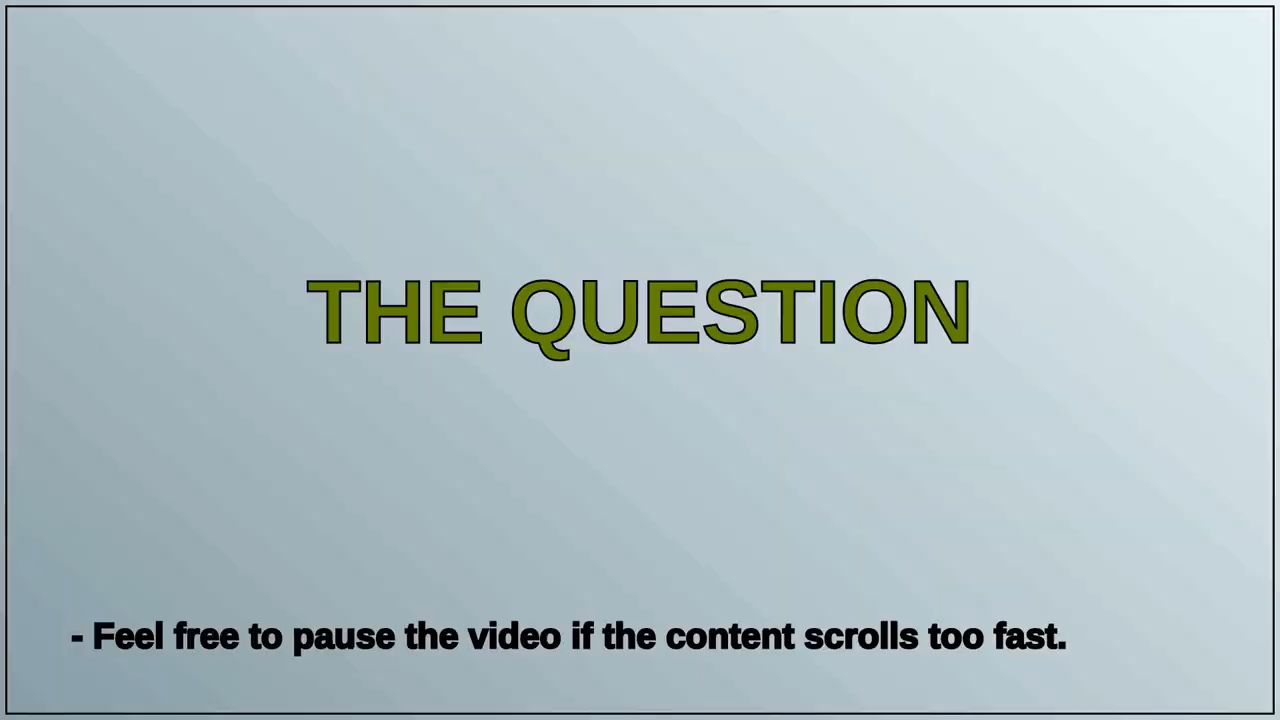 THE QUESTION
- Feel free to pause the video if the content scrolls too fast.